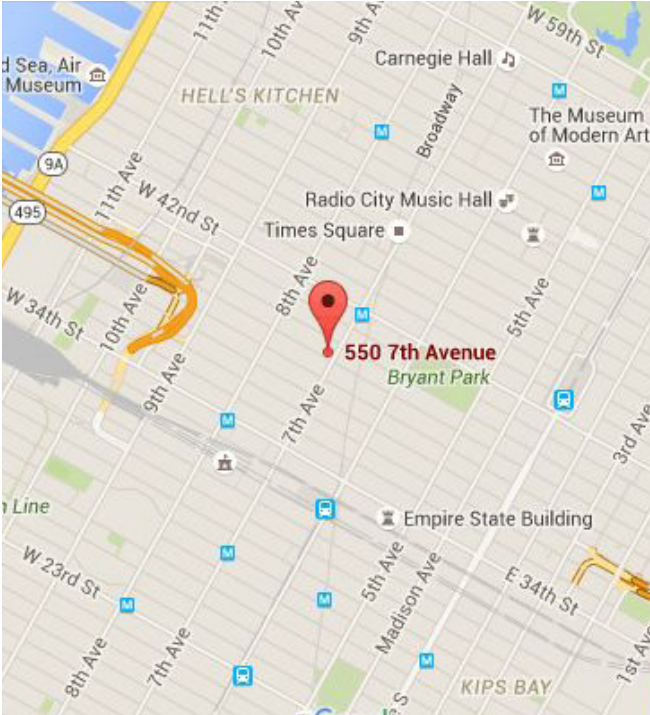 11th Ave
10th Ave
9th Ave
W 59th St
d Sea, Air
Museum
Carnegie Hall
HELL'S KITCHEN
M
Broadway
The Museum
of Modern Art
M
9A
11th Ave
W 42nd St
Radio City Music Hall
M
495
Times Square
8th Ave
5th Ave
W 34th St
10th Ave
M
550 7th Avenue
Bryant Park
9th Ave
7th Ave
3rd Ave
M
n Line
Empire State Building
W 23rd St
M
5th Ave
Madison Ave
E 34th St
M
M
8th Ave
7th Ave
M
KIPS BAY
1st Ave